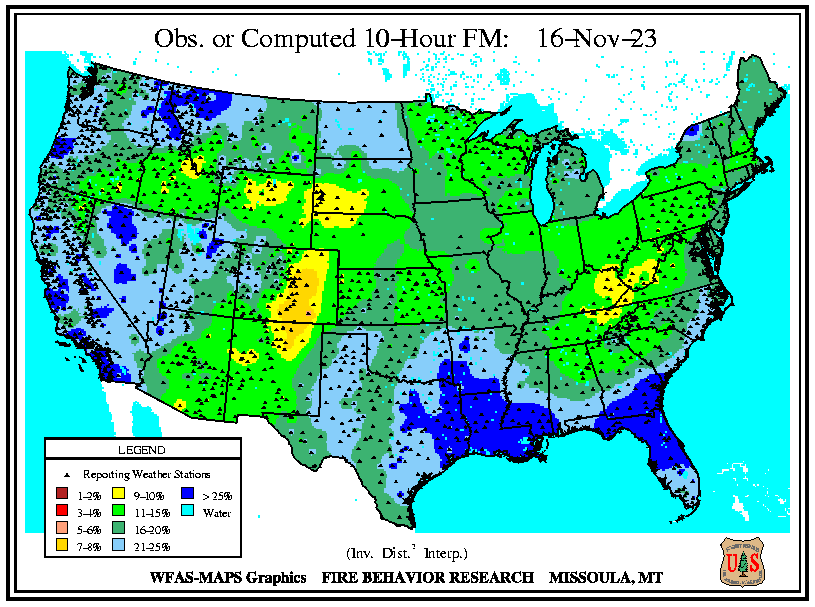 Obs. or Computed 10-Hour FM: 16-Nov-23
LEGEND
Reporting Weather Stations
1-2% 9-10% > 25%
3-4% 11-15% Water
5-6% 16-20%
7-8% 21-25%
(Inv. Dist.² Interp.)
WFAS-MAPS Graphics FIRE BEHAVIOR RESEARCH MISSOULA, MT
U S